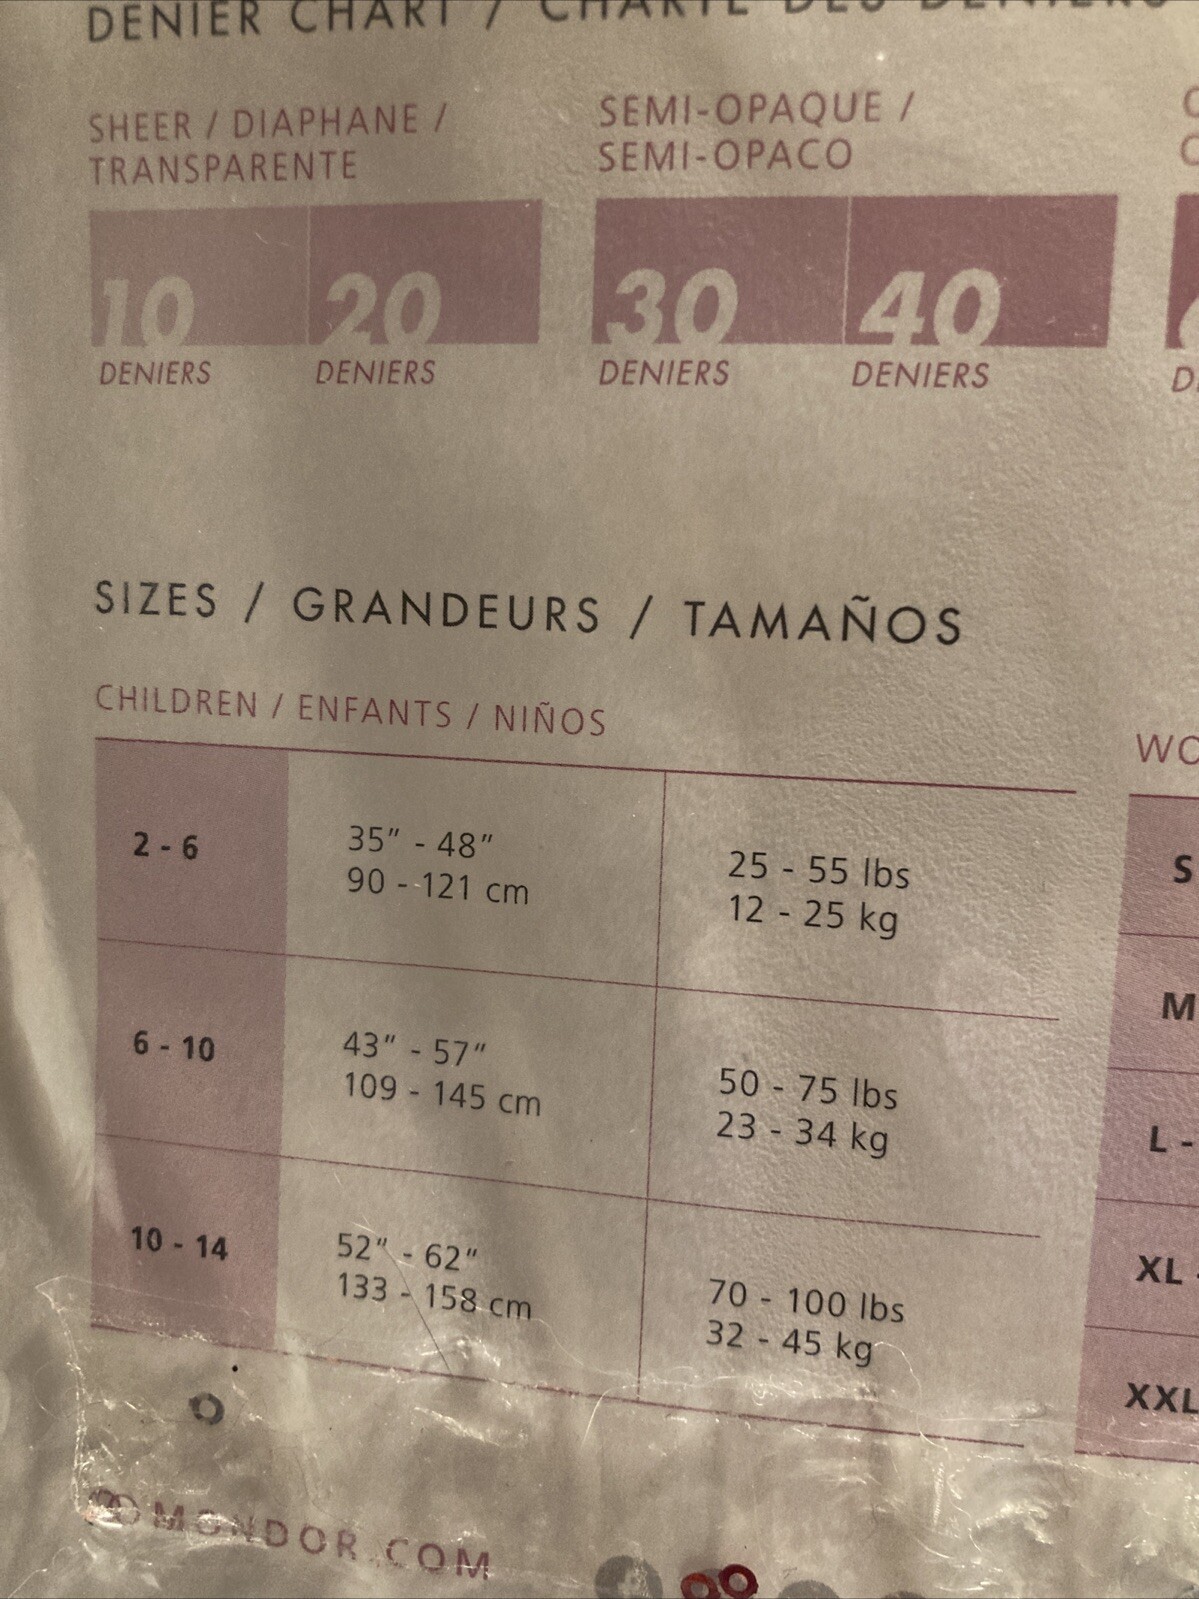 DENIER CHART / CHARTE DES DENIERS
SHEER / DIAPHANE /
TRANSPARENTE
SEMI-OPAQUE /
SEMI-OPACO
10
DENIERS
20
DENIERS
30
DENIERS
40
DENIERS
SIZES / GRANDEURS / TAMAÑOS
CHILDREN / ENFANTS / NIÑOS
2 - 6
35" - 48"
90 - 121 cm
25 - 55 lbs
12 - 25 kg
6 - 10
43" - 57"
109 - 145 cm
50 - 75 lbs
23 - 34 kg
10 - 14
52" - 62"
133 - 158 cm
70 - 100 lbs
32 - 45 kg
S
M
L -
XL -
XXL
MONDOR.COM